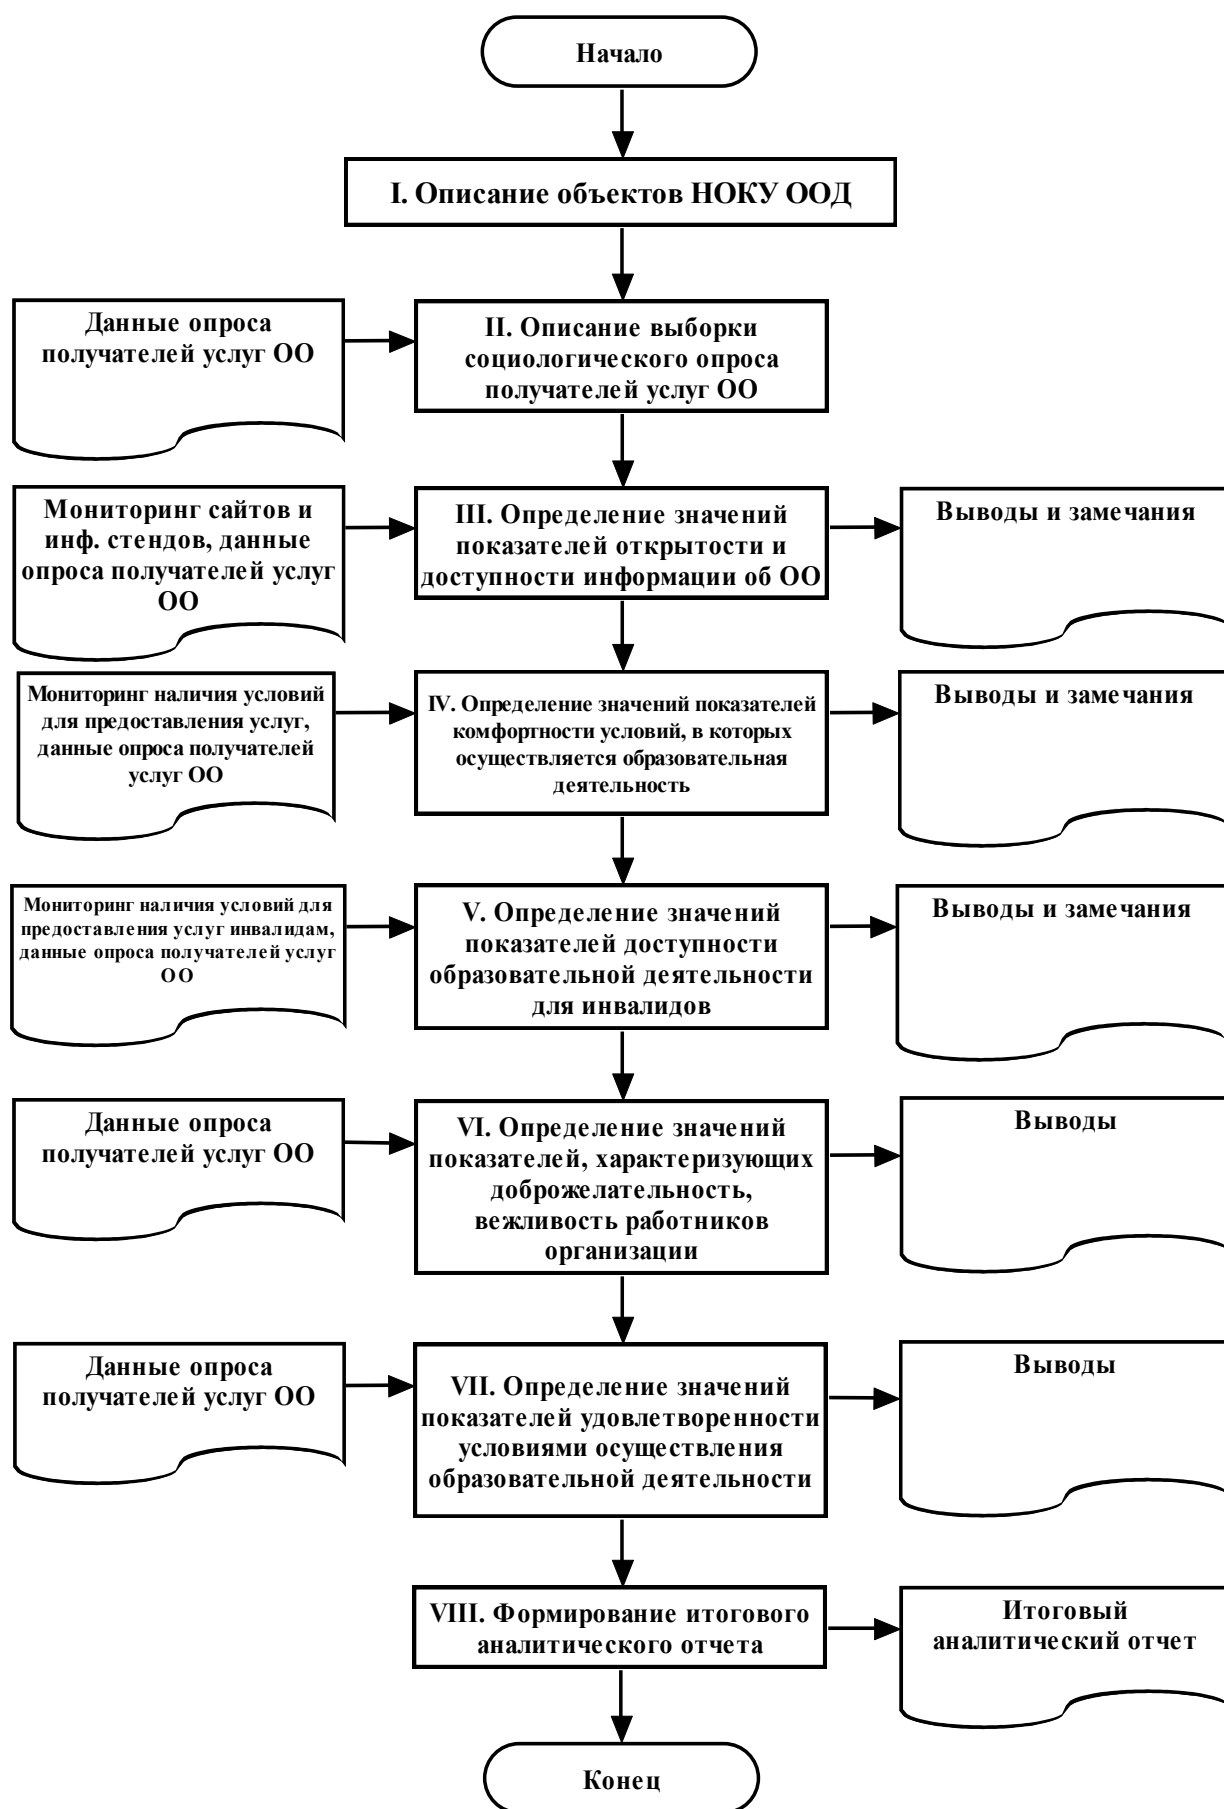 Начало
I. Описание объектов НОКУ ООД
Данные опроса
получателей услуг ОО
II. Описание выборки
социологического опроса
получателей услуг ОО
Мониторинг сайтов и
инф. стендов, данные
опроса получателей услуг
ОО
III. Определение значений
показателей открытости и
доступности информации об ОО
Выводы и замечания
Мониторинг наличия условий
для предоставления услуг,
данные опроса получателей
услуг ОО
IV. Определение значений показателей
комфортности условий, в которых
осуществляется образовательная
деятельность
Выводы и замечания
Мониторинг наличия условий для
предоставления услуг инвалидам,
данные опроса получателей услуг
ОО
V. Определение значений
показателей доступности
образовательной деятельности
для инвалидов
Выводы и замечания
Данные опроса
получателей услуг ОО
VI. Определение значений
показателей, характеризующих
доброжелательность,
вежливость работников
организации
Выводы
Данные опроса
получателей услуг ОО
VII. Определение значений
показателей удовлетворенности
условиями осуществления
образовательной деятельности
Выводы
VIII. Формирование итогового
аналитического отчета
Итоговый
аналитический отчет
Конец